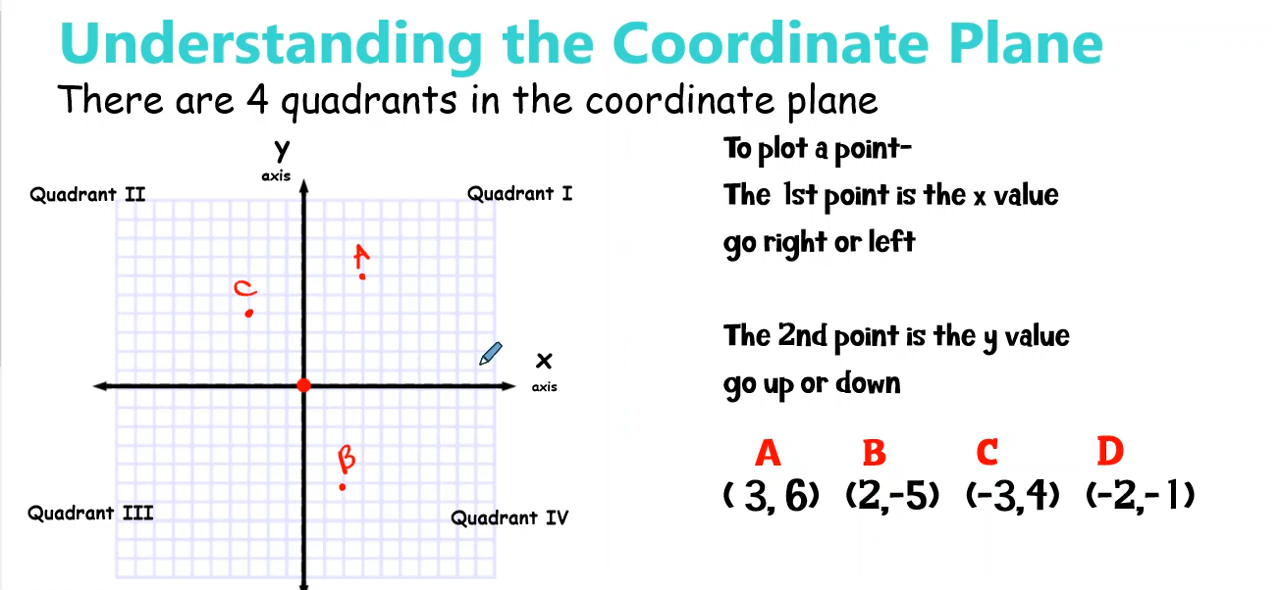 Understanding the Coordinate Plane
There are 4 quadrants in the coordinate plane
y
axis
Quadrant II
Quadrant I
A
C
x
axis
B
Quadrant III
Quadrant IV
To plot a point-
The 1st point is the x value
go right or left
The 2nd point is the y value
go up or down
A B C D
( 3, 6) (2,-5) (-3,4) (-2,-1)